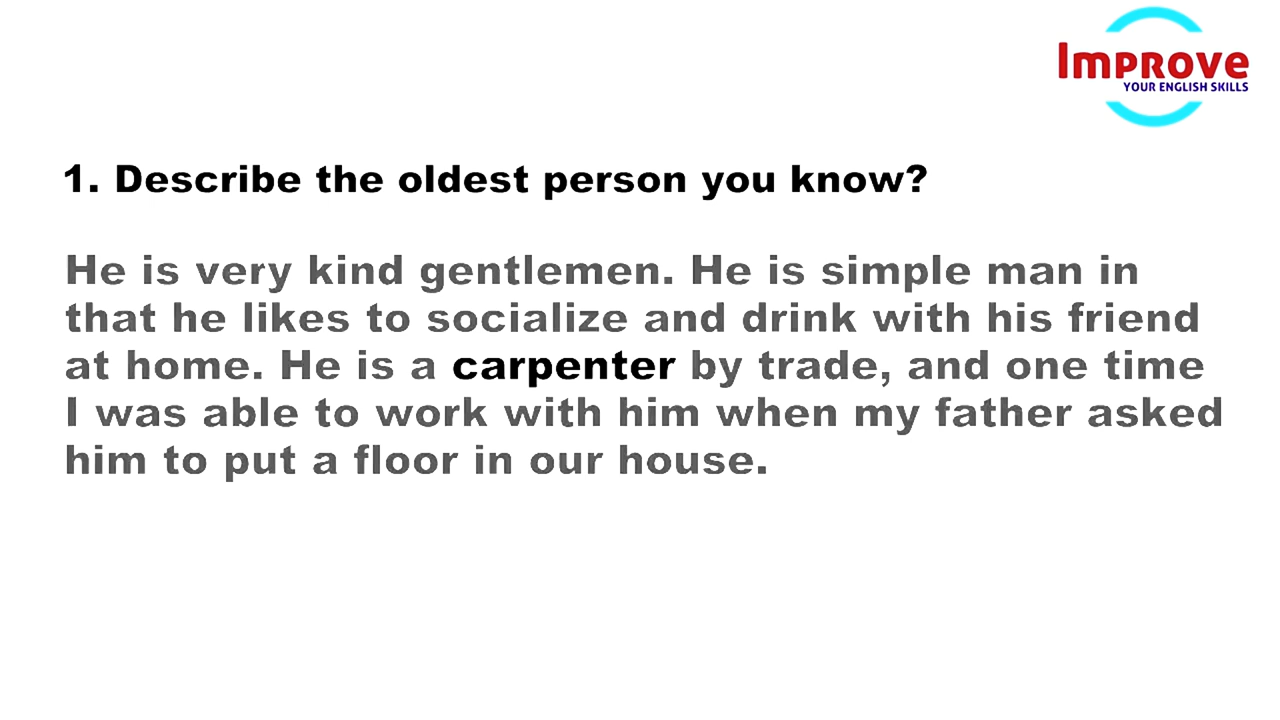 Improve
YOUR ENGLISH SKILLS
1. Describe the oldest person you know?
He is very kind gentlemen. He is simple man in
that he likes to socialize and drink with his friend
at home. He is a carpenter by trade, and one time
I was able to work with him when my father asked
him to put a floor in our house.